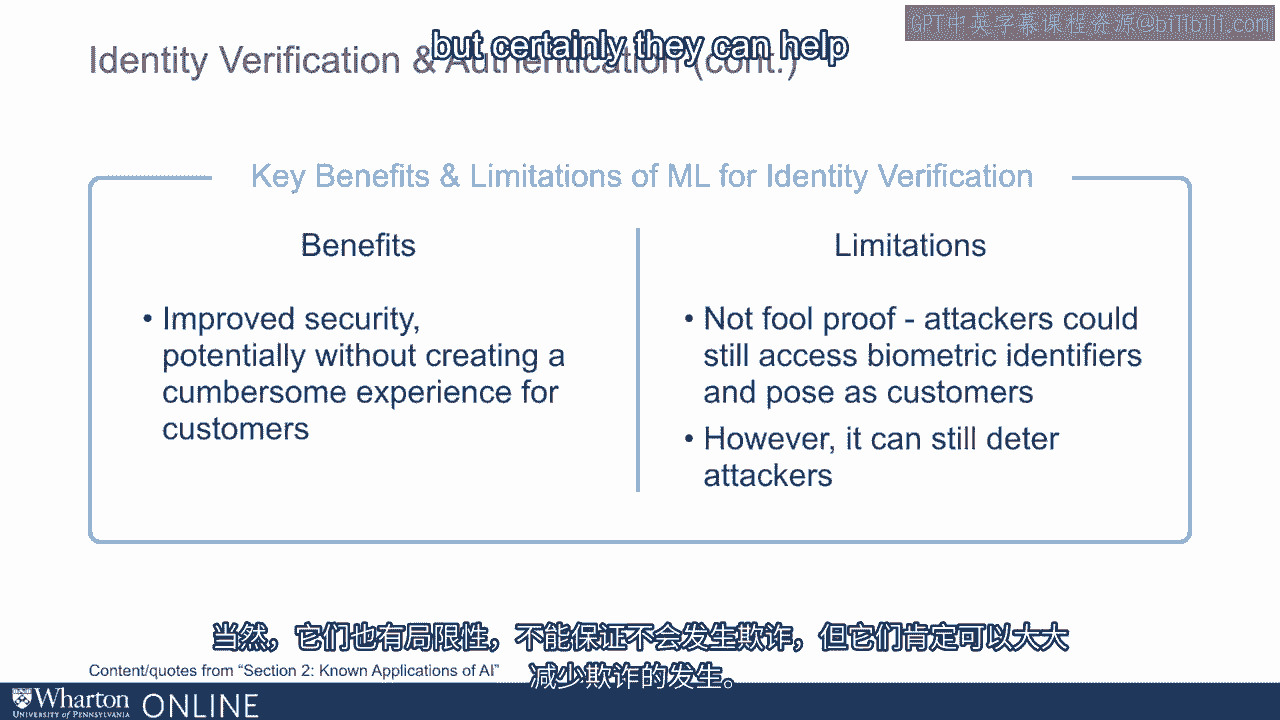 GPT中英字幕课程资源@bilibili.com
but certainly they can help
Identity Verification & Authentication (cont.)
Key Benefits & Limitations of ML for Identity Verification
Benefits
• Improved security,
potentially without creating a
cumbersome experience for
customers
Limitations
• Not fool proof - attackers could
still access biometric identifiers
and pose as customers
• However, it can still deter
attackers
当然，它们也有局限性，不能保证不会发生欺诈，但它们肯定可以大大
减少欺诈的发生。
Content/quotes from “Section 2: Known Applications of AI”
Wharton
UNIVERSITY of PENNSYLVANIA
ONLINE